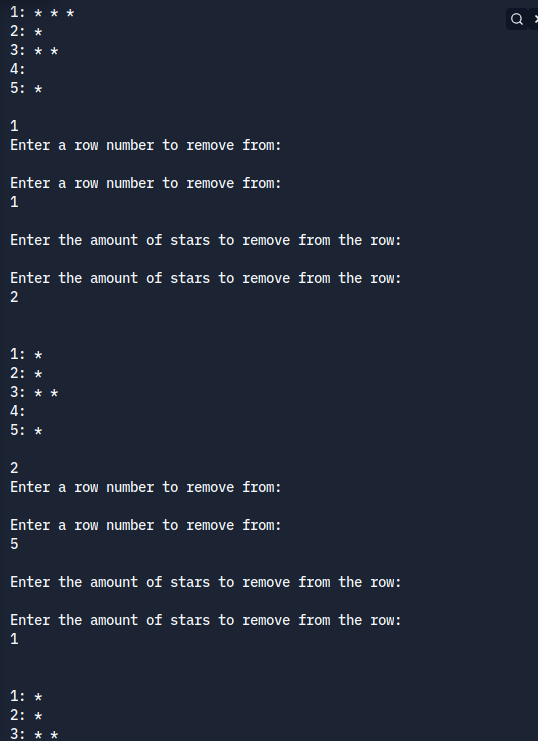 1: * * *
2: *
3: * *
4:
5: *
1
Enter a row number to remove from:
Enter a row number to remove from:
1
Enter the amount of stars to remove from the row:
Enter the amount of stars to remove from the row:
2
1: *
2: *
3: * *
4:
5: *
2
Enter a row number to remove from:
Enter a row number to remove from:
5
Enter the amount of stars to remove from the row:
Enter the amount of stars to remove from the row:
1
1: *
2: *
3: * *